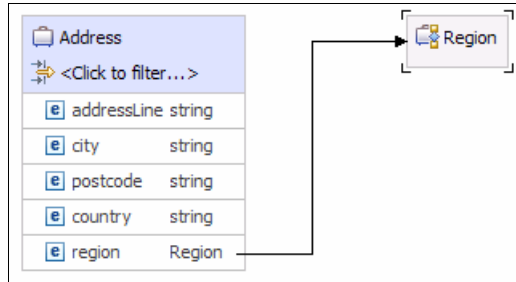 Address
Region
<Click to filter...>
e addressLine string
e city string
e postcode string
e country string
e region Region